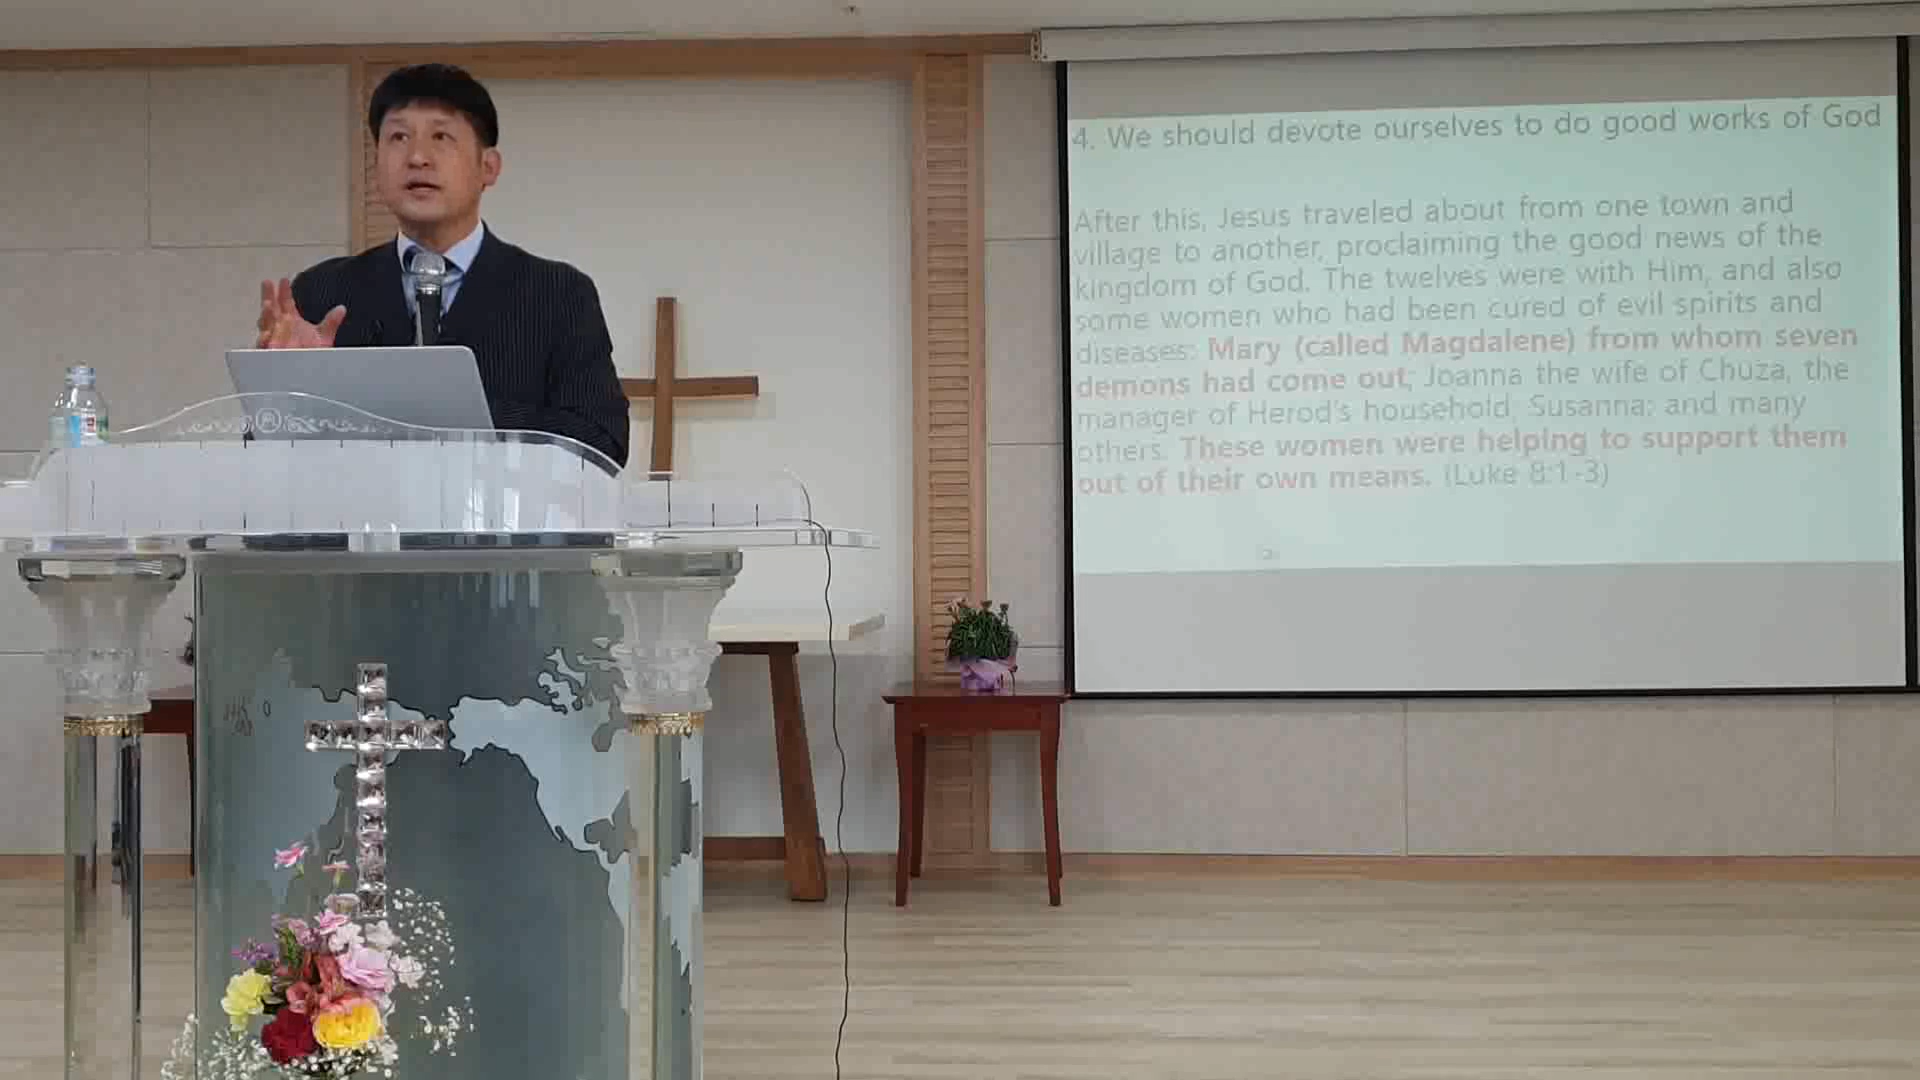 4. We should devote ourselves to do good works of God
After this, Jesus traveled about from one town and
village to another, proclaiming the good news of the
kingdom of God. The twelves were with Him, and also
some women who had been cured of evil spirits and
diseases: Mary (called Magdalene) from whom seven
demons had come out; Joanna the wife of Chuza, the
manager of Herod's household; Susanna; and many
others. These women were helping to support them
out of their own means. (Luke 8:1-3)